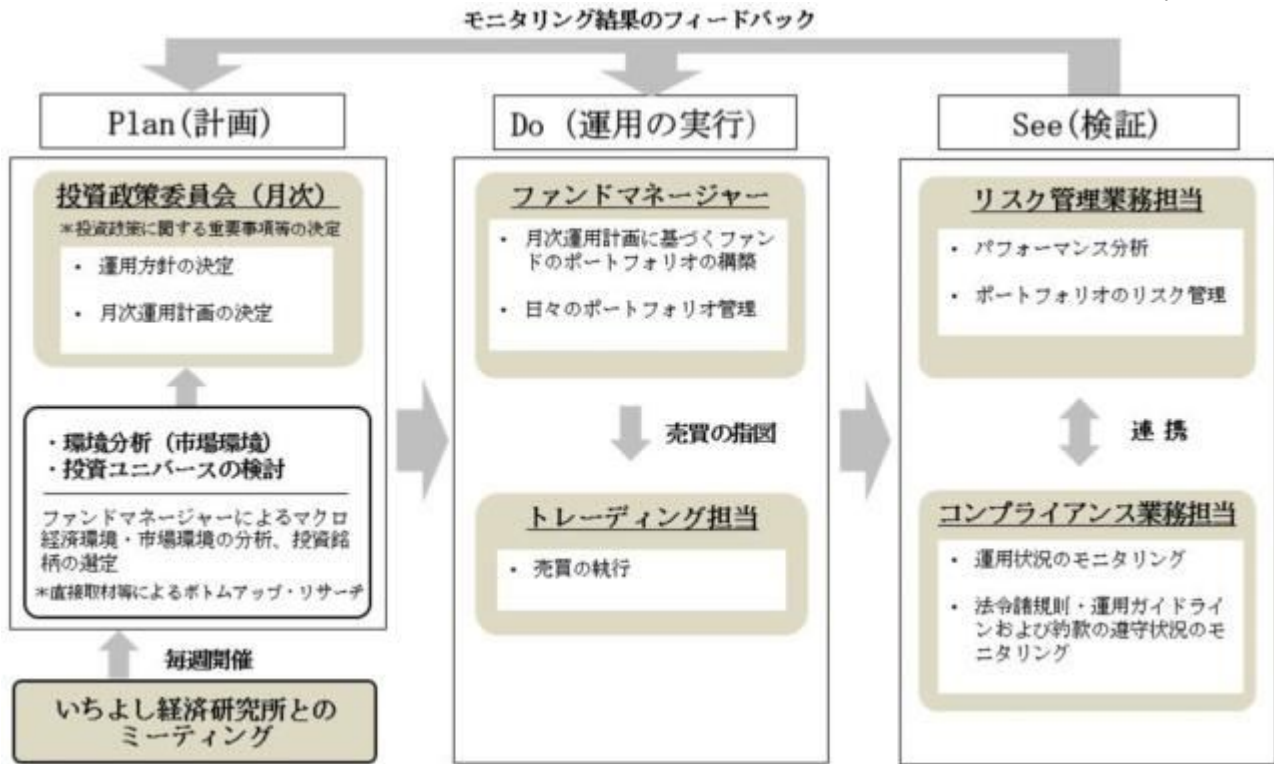 モニタリング結果のフィードバック
Plan(計画)
投資政策委員会（月次）
＊投資政策に関する重要事項等の決定
・ 運用方針の決定
・ 月次運用計画の決定
・環境分析（市場環境）
・投資ユニバースの検討
ファンドマネージャーによるマクロ
経済環境・市場環境の分析、投資銘
柄の選定
＊直接取材等によるボトムアップ・リサーチ
毎週開催
いちよし経済研究所との
ミーティング
Do（運用の実行）
ファンドマネージャー
・ 月次運用計画に基づくファン
ドのポートフォリオの構築
・ 日々のポートフォリオ管理
売買の指図
トレーディング担当
・ 売買の執行
See(検証)
リスク管理業務担当
・ パフォーマンス分析
・ ポートフォリオのリスク管理
連 携
コンプライアンス業務担当
・ 運用状況のモニタリング
・ 法令諸規則・運用ガイドライ
ンおよび約款の遵守状況のモ
ニタリング